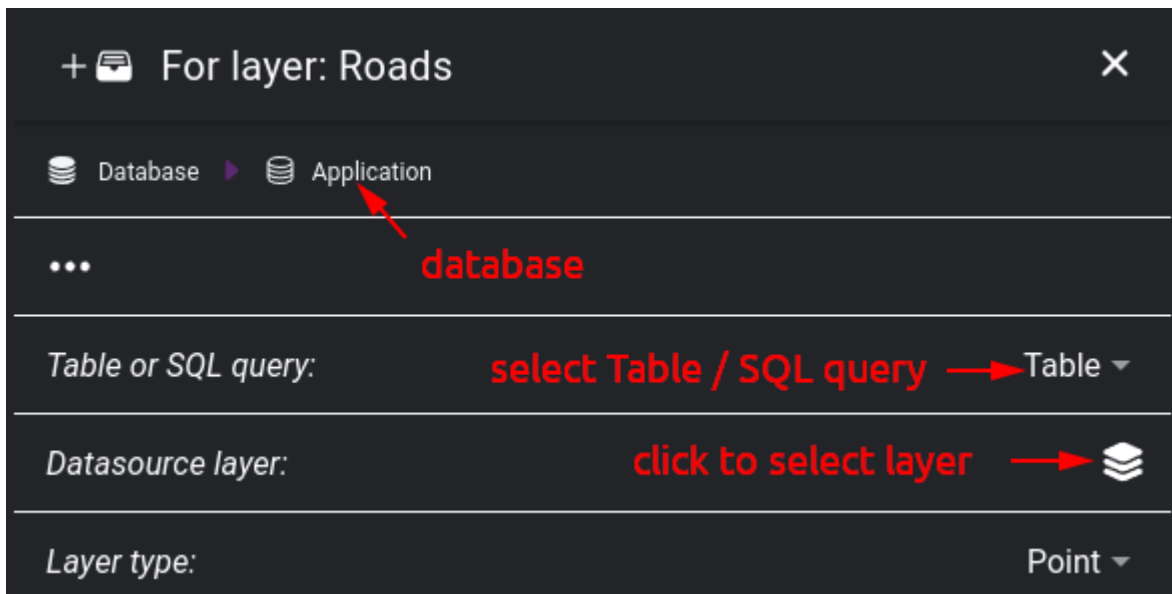 For layer: Roads
Database Application
database
Table or SQL query: select Table / SQL query Table
Datasource layer: click to select layer
Layer type: Point